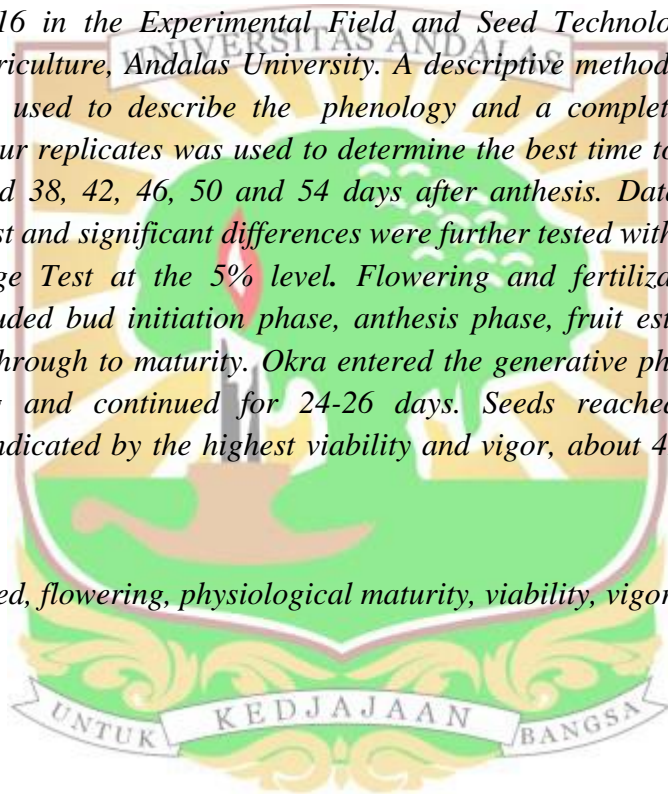 16 in the Experimental Field and Seed Technolo
UNIVERSITAS ANDALAS
riculture, Andalas University. A descriptive method
used to describe the phenology and a complet
ur replicates was used to determine the best time to
d 38, 42, 46, 50 and 54 days after anthesis. Data
st and significant differences were further tested with
ge Test at the 5% level. Flowering and fertiliza
uded bud initiation phase, anthesis phase, fruit est
hrough to maturity. Okra entered the generative ph
and continued for 24-26 days. Seeds reached
ndicated by the highest viability and vigor, about 4
ed, flowering, physiological maturity, viability, vigor
UNTUK KEDJAJAAN BANGSA